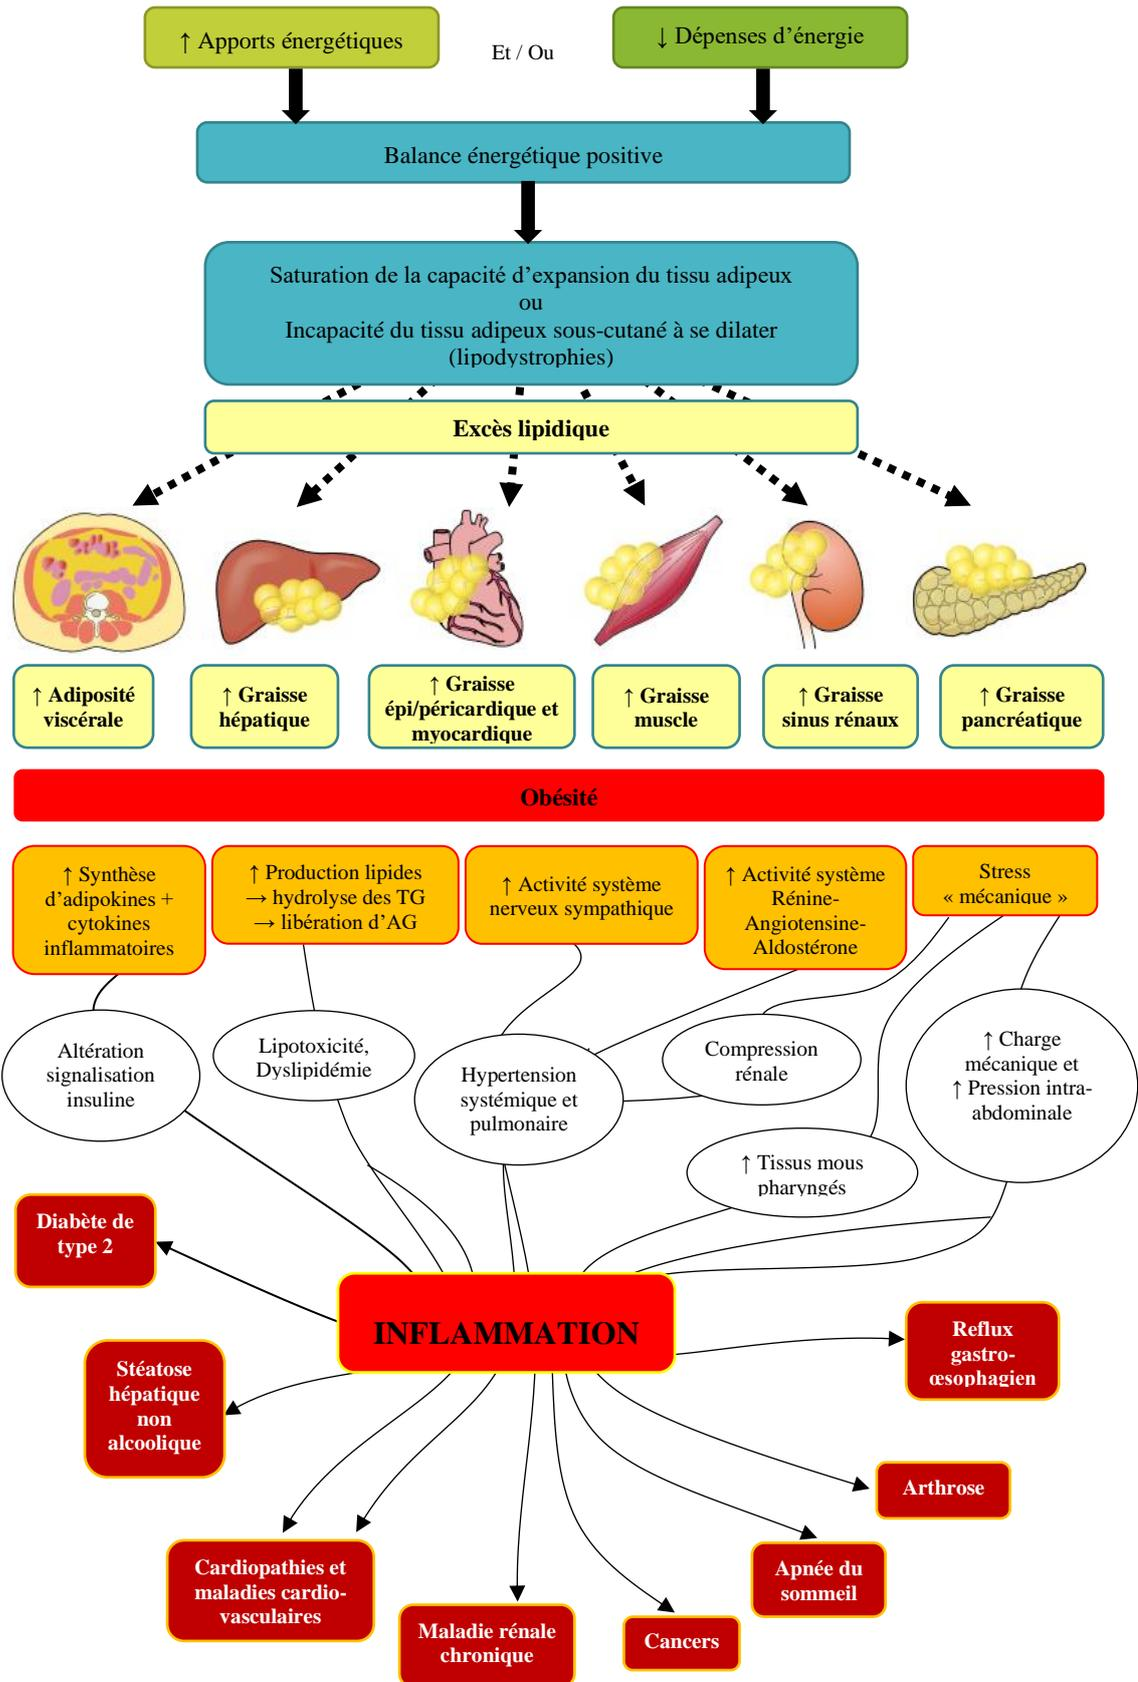 ↑ Apports énergétiques
Et / Ou
↓ Dépenses d’énergie
Balance énergétique positive
Saturation de la capacité d’expansion du tissu adipeux
ou
Incapacité du tissu adipeux sous-cutané à se dilater
(lipodystrophies)
Excès lipidique
↑ Adiposité
viscérale
↑ Graisse
hépatique
↑ Graisse
épi/péricardique et
myocardique
↑ Graisse
muscle
↑ Graisse
sinus rénaux
↑ Graisse
pancréatique
Obésité
↑ Synthèse
d’adipokines +
cytokines
inflammatoires
↑ Production lipides
→ hydrolyse des TG
→ libération d’AG
↑ Activité système
nerveux sympathique
↑ Activité système
Rénine-
Angiotensine-
Aldostérone
Stress
« mécanique »
Altération
signalisation
insuline
Lipotoxicité,
Dyslipidémie
Hypertension
systémique et
pulmonaire
Compression
rénale
↑ Charge
mécanique et
↑ Pression intra-
abdominale
↑ Tissus mous
pharyngés
Diabète de
type 2
INFLAMMATION
Reflux
gastro-
œsophagien
Stéatose
hépatique
non
alcoolique
Arthrose
Cardiopathies et
maladies cardio-
vasculaires
Apnée du
sommeil
Maladie rénale
chronique
Cancers